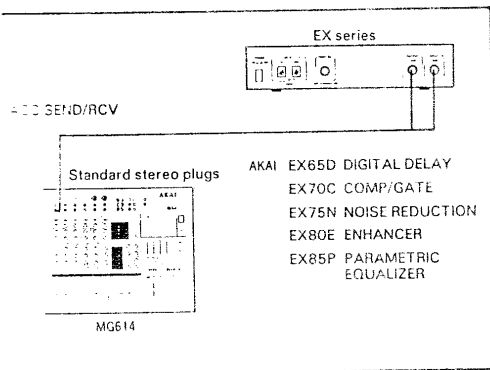 EX series
SEND/RCV
Standard stereo plugs
AKAI
MG614
AKAI EX65D DIGITAL DELAY
EX70C COMP/GATE
EX75N NOISE REDUCTION
EX80E ENHANCER
EX85P PARAMETRIC
EQUALIZER